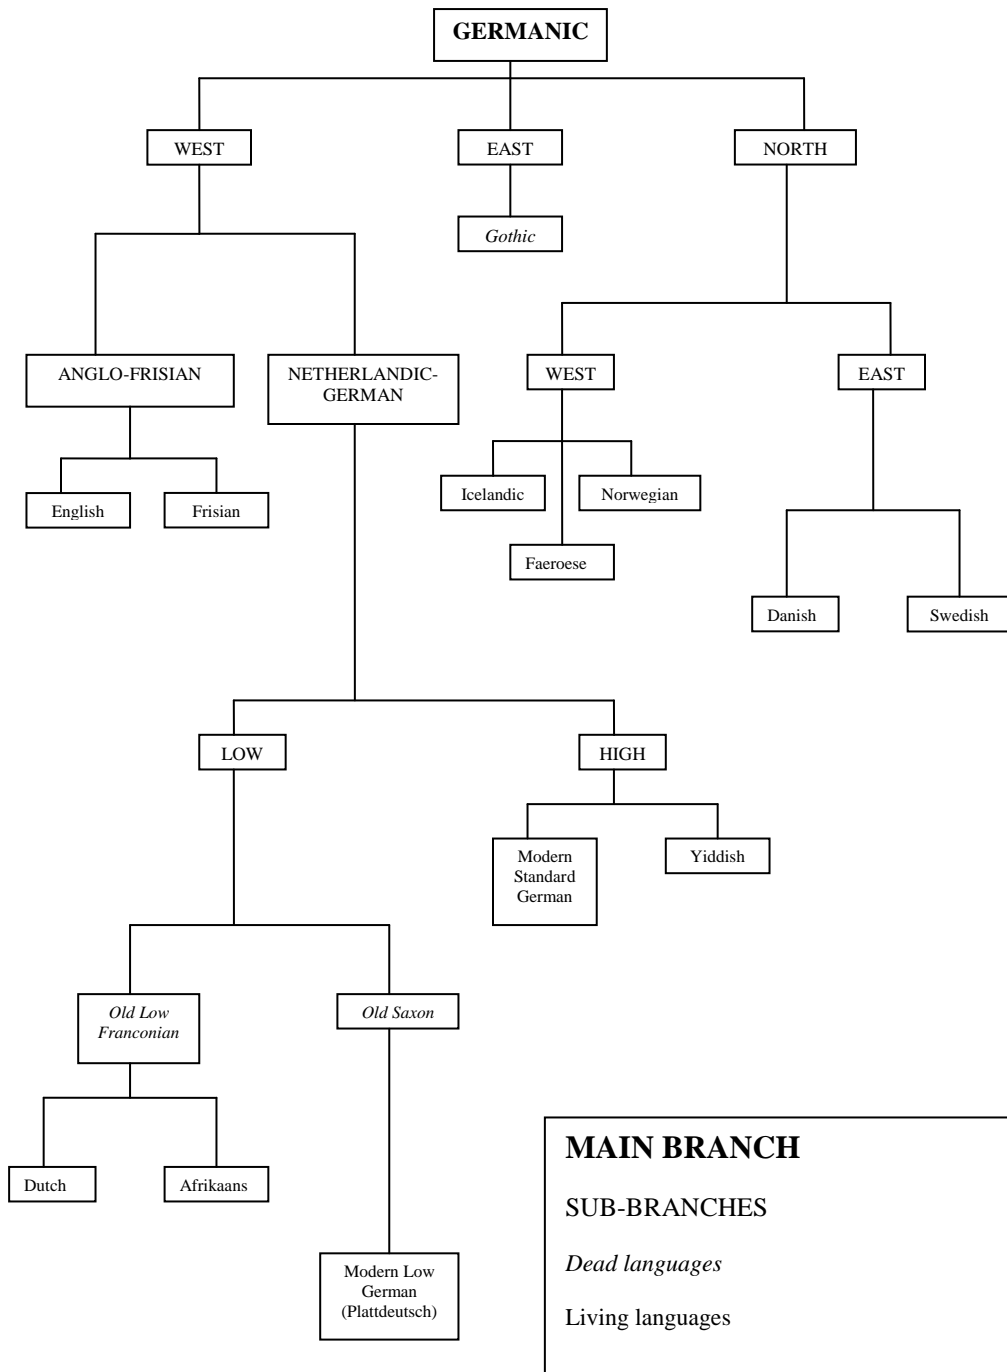 GERMANIC
WEST
EAST
NORTH
Gothic
ANGLO-FRISIAN
NETHERLANDIC-
GERMAN
WEST
EAST
English
Frisian
Icelandic
Norwegian
Faeroese
Danish
Swedish
LOW
HIGH
Modern
Standard
German
Yiddish
Old Low
Franconian
Old Saxon
Dutch
Afrikaans
Modern Low
German
(Plattdeutsch)
MAIN BRANCH
SUB-BRANCHES
Dead languages
Living languages